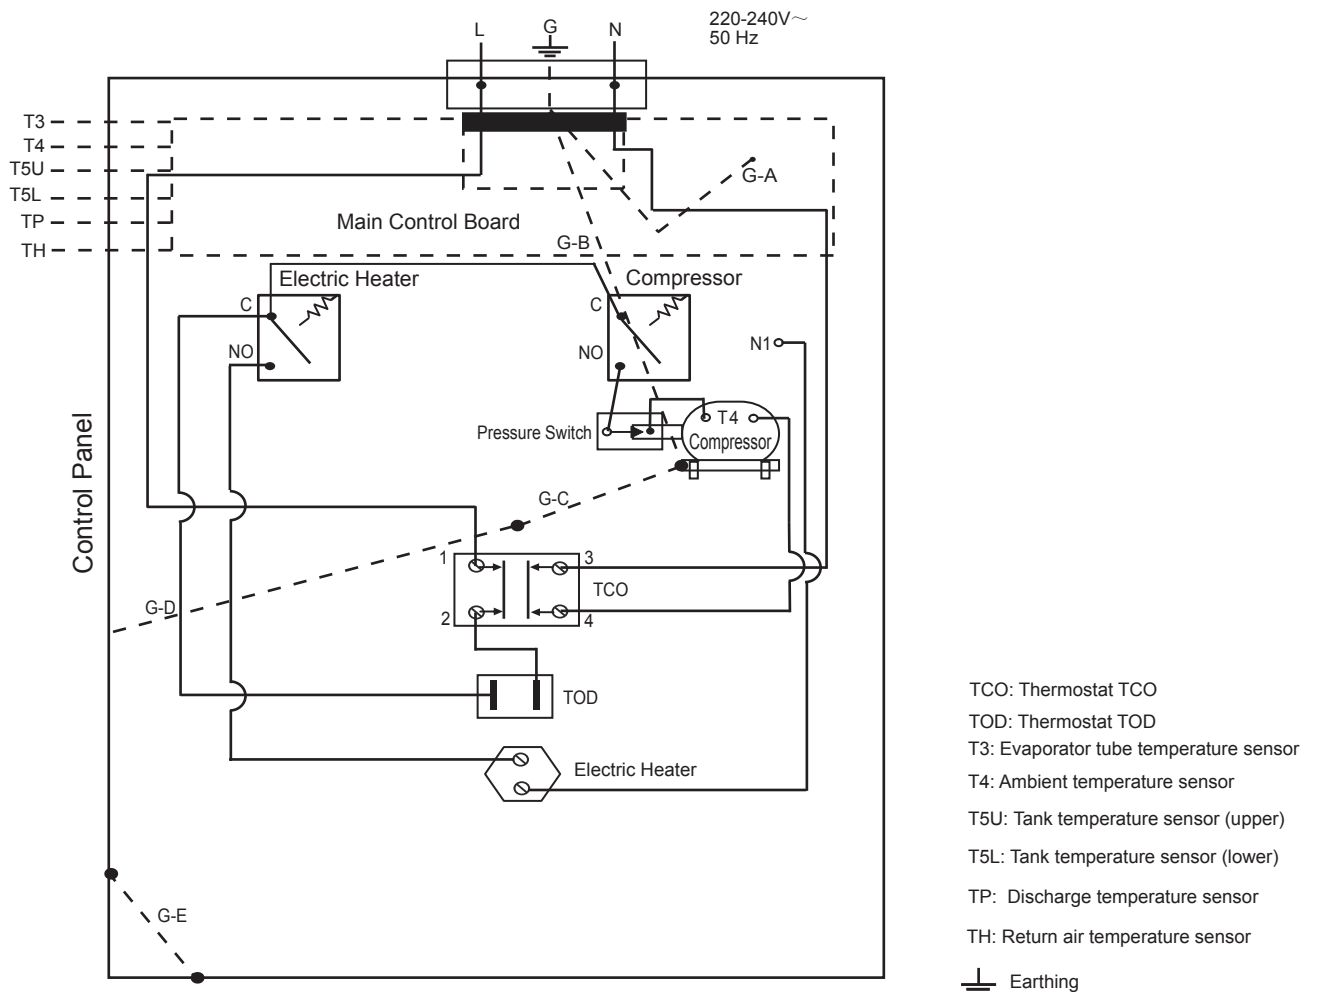 220-240V～
50 Hz
L
G
N
T3
T4
T5U
T5L
TP
TH
G-A
Main Control Board
G-B
Electric Heater
Compressor
C
NO
C
NO
N1
Control Panel
Pressure Switch
T4
Compressor
G-C
1
3
TCO
2
4
G-D
TOD
Electric Heater
G-E
TCO: Thermostat TCO
TOD: Thermostat TOD
T3: Evaporator tube temperature sensor
T4: Ambient temperature sensor
T5U: Tank temperature sensor (upper)
T5L: Tank temperature sensor (lower)
TP: Discharge temperature sensor
TH: Return air temperature sensor
Earthing